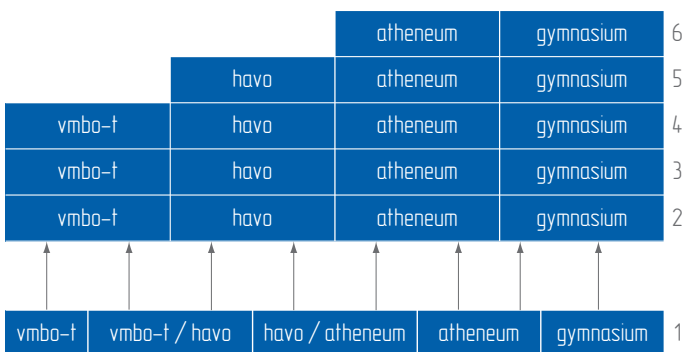 atheneum gymnasium 6
havo atheneum gymnasium 5
vmbo-t havo atheneum gymnasium 4
vmbo-t havo atheneum gymnasium 3
vmbo-t havo atheneum gymnasium 2
vmbo-t vmbo-t / havo havo / atheneum atheneum gymnasium 1